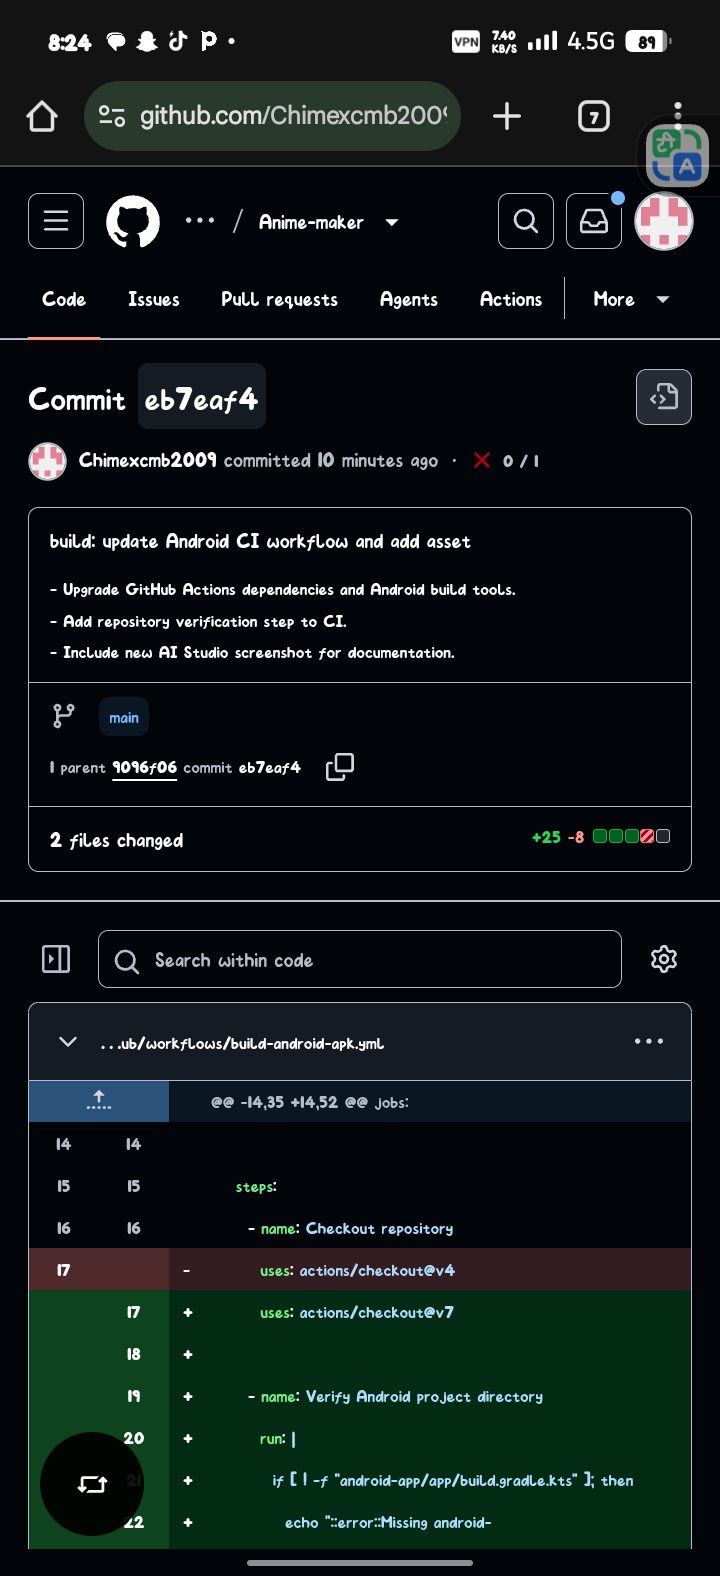 8:24
VPN 7.40 KB/S 4.5G 89
github.com/Chimexcmb2009
7
A
/ Anime-maker
Code Issues Pull requests Agents Actions More
Commit eb7eaf4
Chimexcmb2009 committed 10 minutes ago · 0 / 1
build: update Android CI workflow and add asset
- Upgrade GitHub Actions dependencies and Android build tools.
- Add repository verification step to CI.
- Include new AI Studio screenshot for documentation.
main
1 parent 9096f06 commit eb7eaf4
2 files changed +25 -8
Search within code
...ub/workflows/build-android-apk.yml
@@ -14,35 +14,52 @@ jobs:
14 14
15 15 steps:
16 16 - name: Checkout repository
17 - uses: actions/checkout@v4
17 + uses: actions/checkout@v7
18 +
19 + - name: Verify Android project directory
20 + run: |
21 + if [ ! -f "android-app/app/build.gradle.kts" ]; then
22 + echo "::error::Missing android-